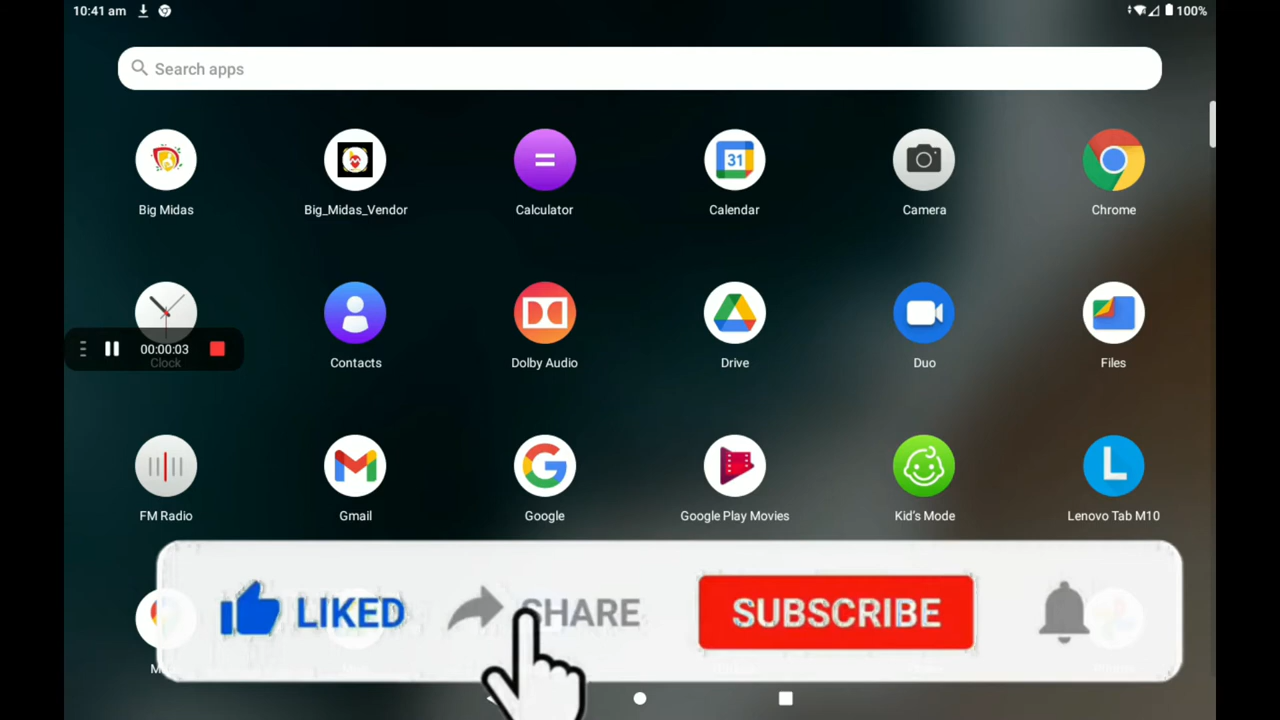 10:41 am
100%
Search apps
31
Big Midas
Big_Midas_Vendor
Calculator
Calendar
Camera
Chrome
00:00:03
Clock
Contacts
Dolby Audio
Drive
Duo
Files
L
FM Radio
Gmail
Google
Google Play Movies
Kid's Mode
Lenovo Tab M10
LIKED
SHARE
SUBSCRIBE